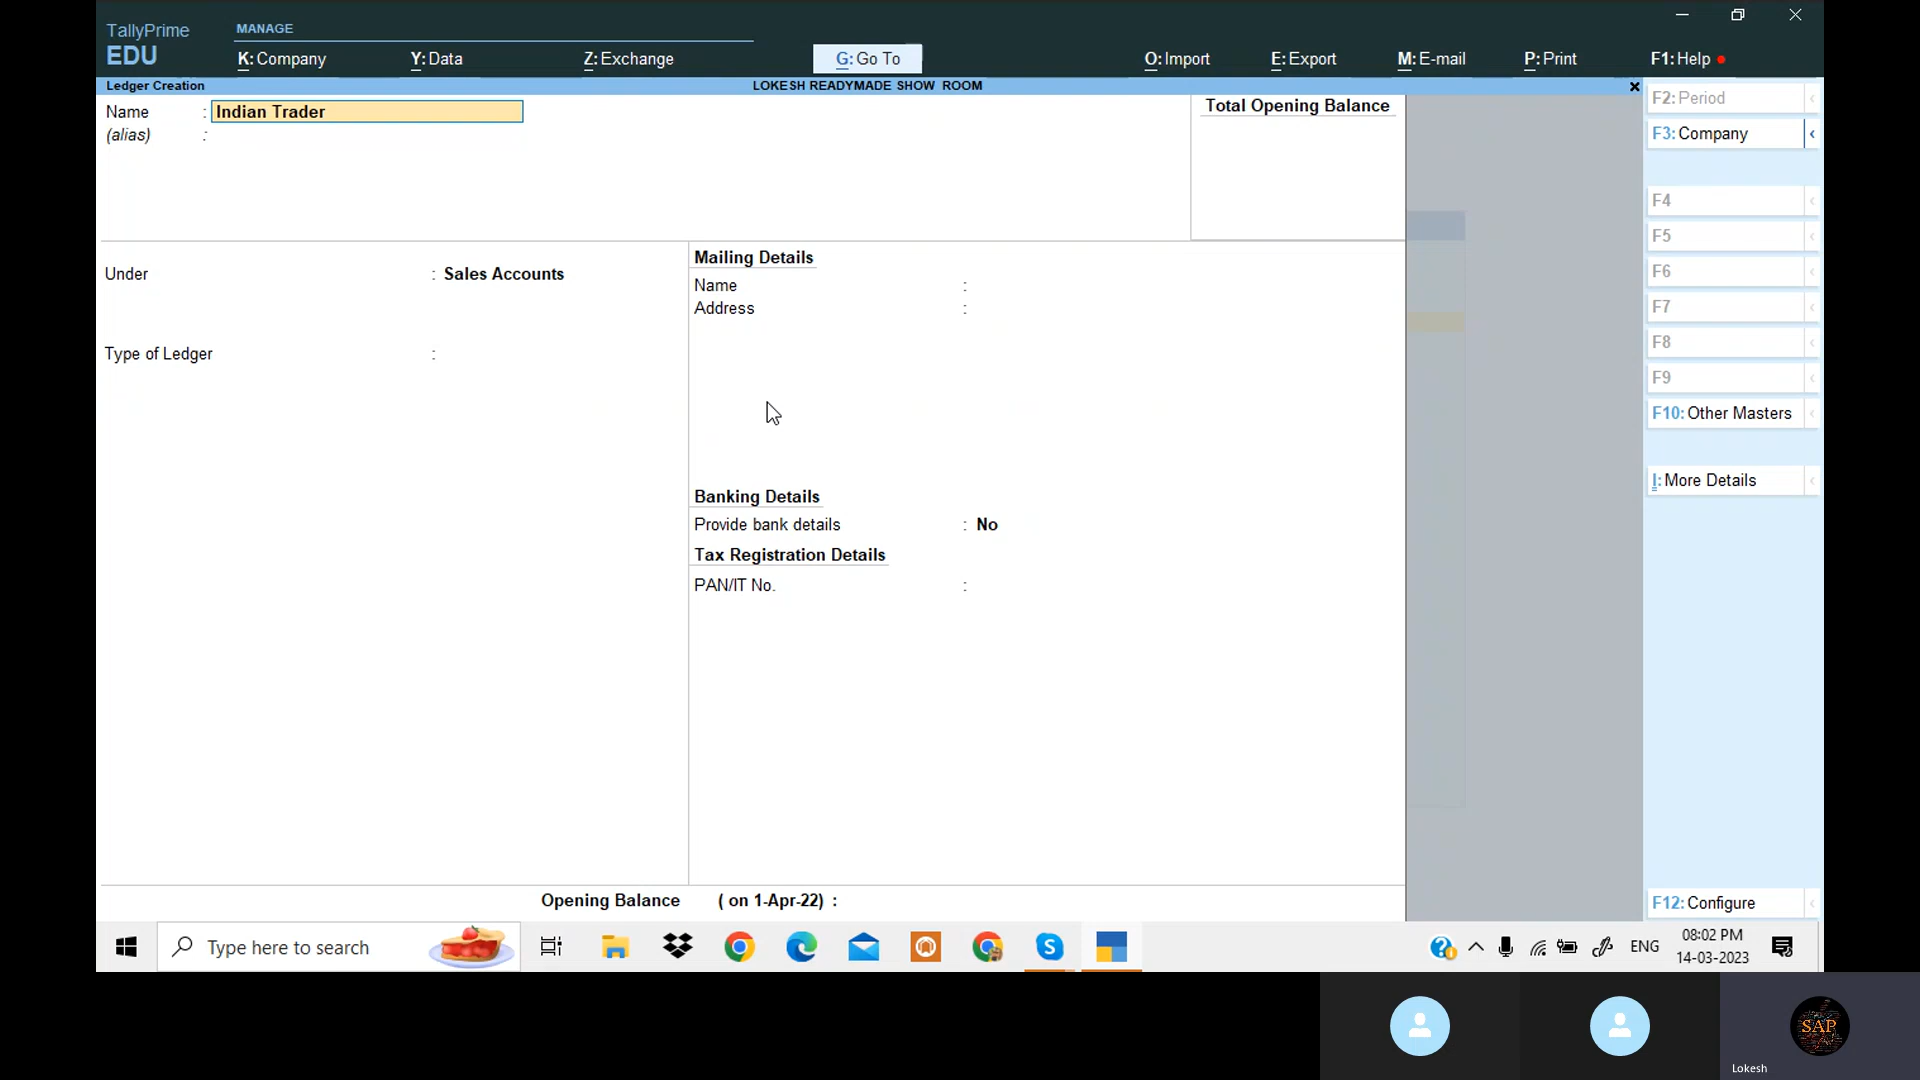 TallyPrime
EDU
MANAGE
K: Company
Y: Data
Z: Exchange
G: Go To
O: Import
E: Export
M: E-mail
P: Print
F1: Help
Ledger Creation
LOKESH READYMADE SHOW ROOM
Name : Indian Trader
(alias) :
Total Opening Balance
Under : Sales Accounts
Type of Ledger :
Mailing Details
Name :
Address :
Banking Details
Provide bank details : No
Tax Registration Details
PAN/IT No. :
Opening Balance ( on 1-Apr-22) :
F2: Period
F3: Company
F4
F5
F6
F7
F8
F9
F10: Other Masters
I: More Details
F12: Configure
Type here to search
ENG
08:02 PM
14-03-2023
SAP
Lokesh